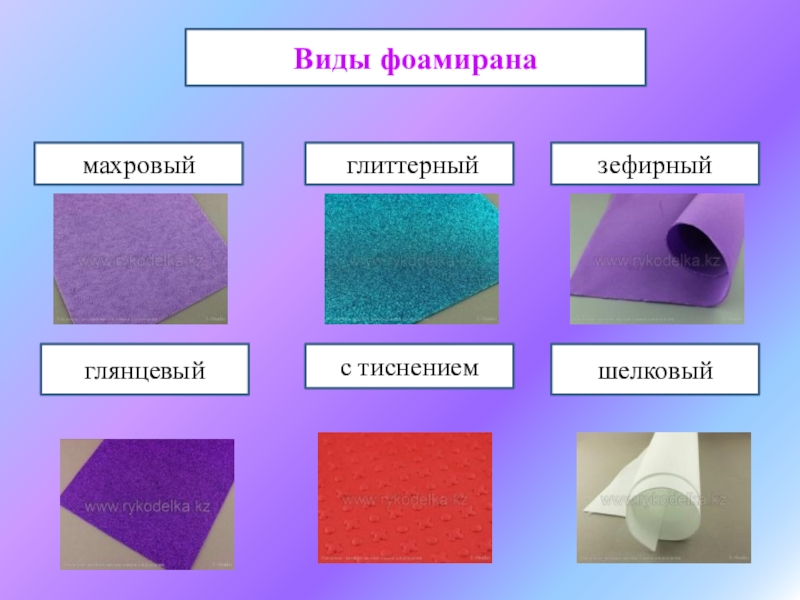 Виды фоамирана
махровый
глиттерный
зефирный
www.rykodelka.kz
www.rykodelka.kz
www.rykodelka.kz
глянцевый
с тиснением
шелковый
www.rykodelka.kz
www.rykodelka.kz
www.rykodelka.kz